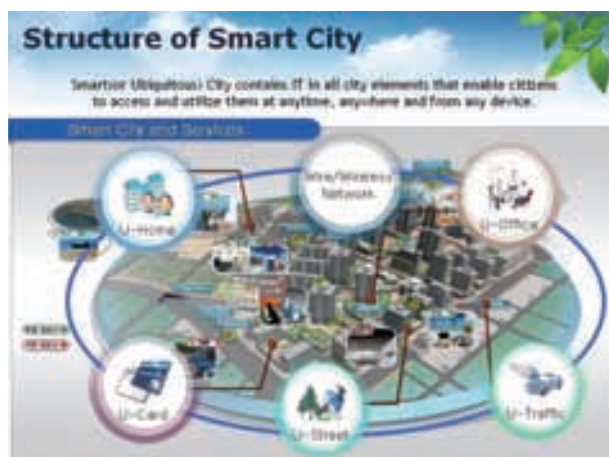 Structure of Smart City
Smart(or Ubiquitous) City contains IT in all city elements that enable citizens
to access and utilize them at anytime, anywhere and from any device.
Smart City and Services
U-Home
Wire/Wireless
Network
U-Office
U-Card
U-Street
U-Traffic